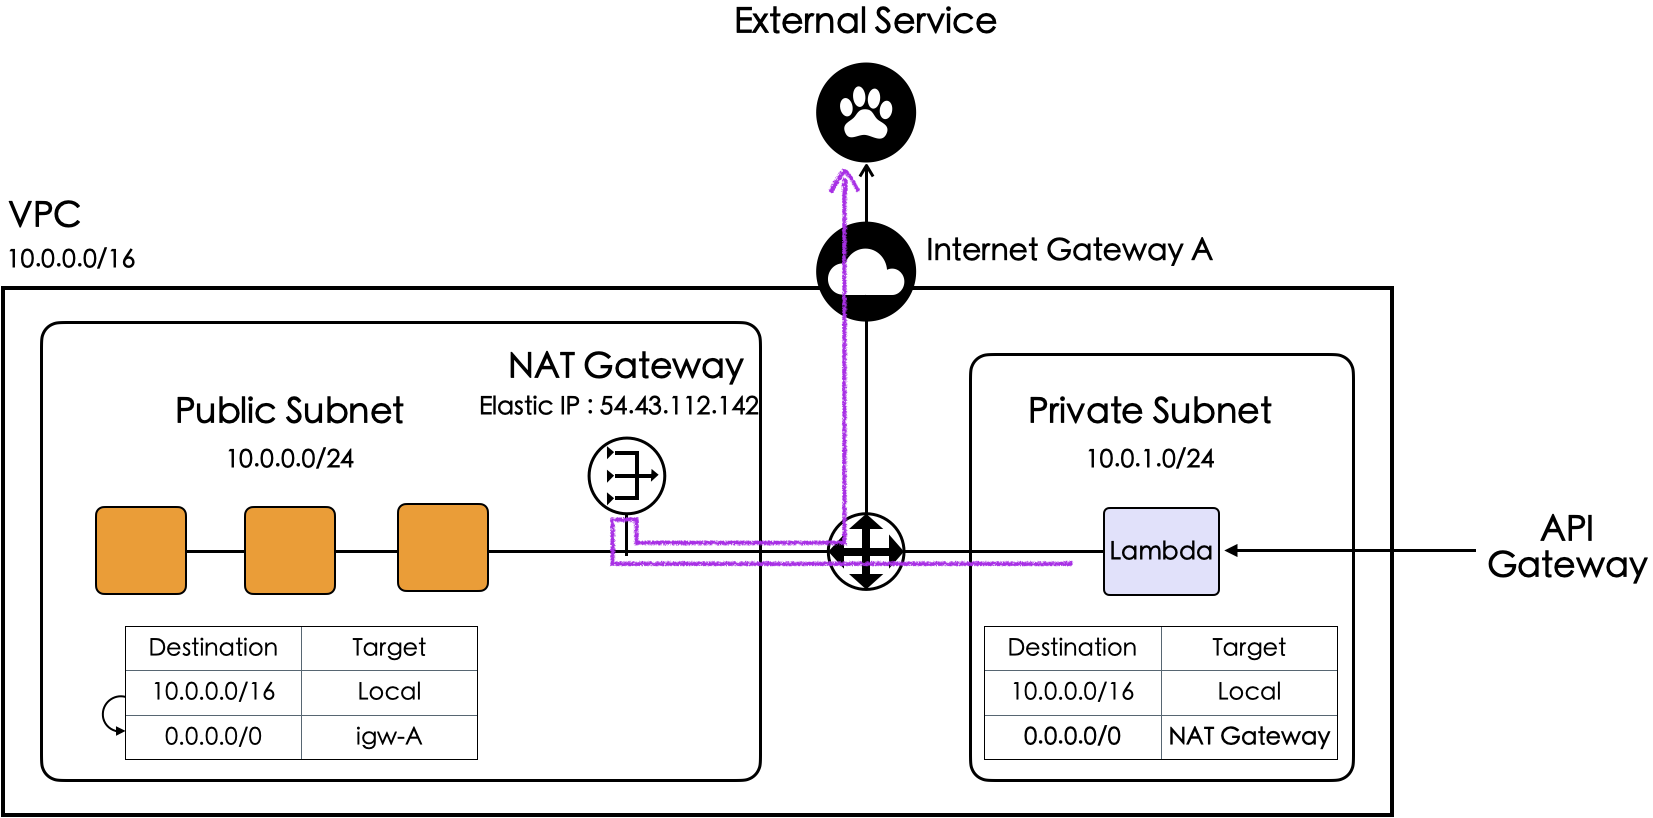 External Service
VPC
10.0.0.0/16
Internet Gateway A
NAT Gateway
Elastic IP : 54.43.112.142
Public Subnet
10.0.0.0/24
Private Subnet
10.0.1.0/24
Lambda
API
Gateway
Destination Target
10.0.0.0/16 Local
0.0.0.0/0 igw-A
Destination Target
10.0.0.0/16 Local
0.0.0.0/0 NAT Gateway